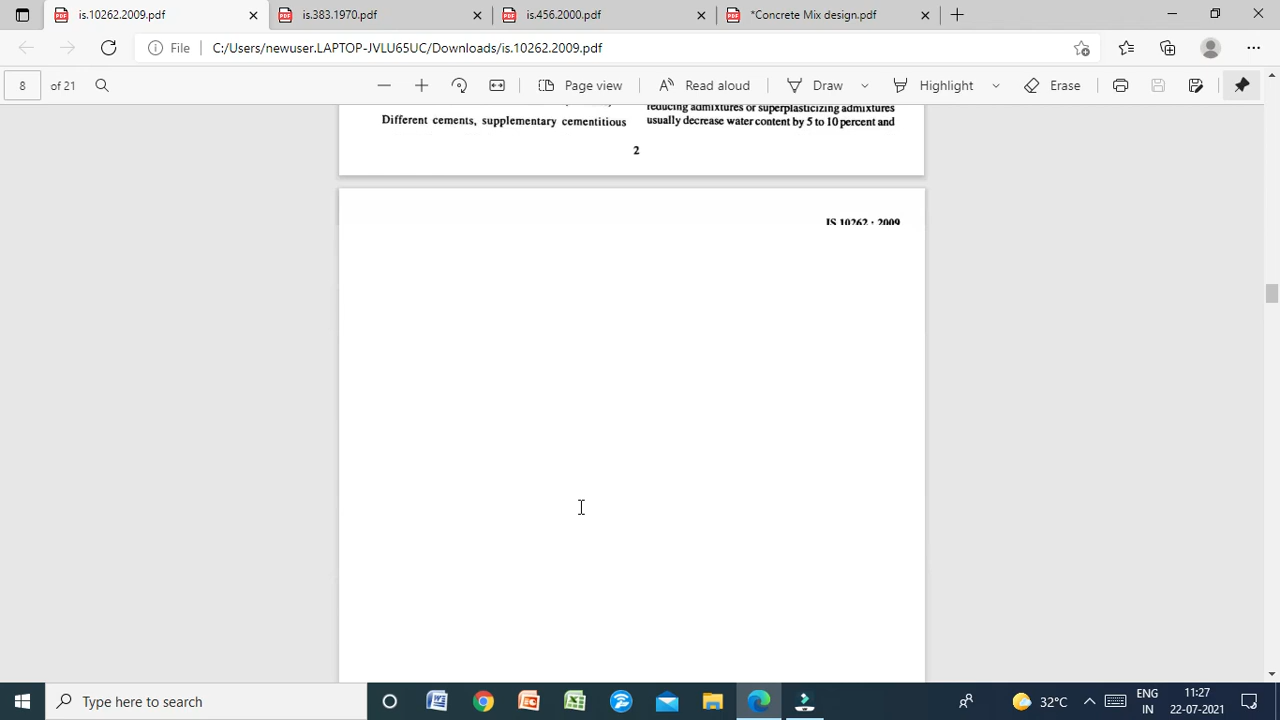 is.10262.2009.pdf
is.383.1970.pdf
is.456.2000.pdf
*Concrete Mix design.pdf
File C:/Users/newuser.LAPTOP-JVLU65UC/Downloads/is.10262.2009.pdf
8 of 21
Page view
Read aloud
Draw
Highlight
Erase
Different cements, supplementary cementitious
reducing admixtures or superplasticizing admixtures
usually decrease water content by 5 to 10 percent and
2
IS 10262 : 2009
Type here to search
32°C
ENG
IN
11:27
22-07-2021